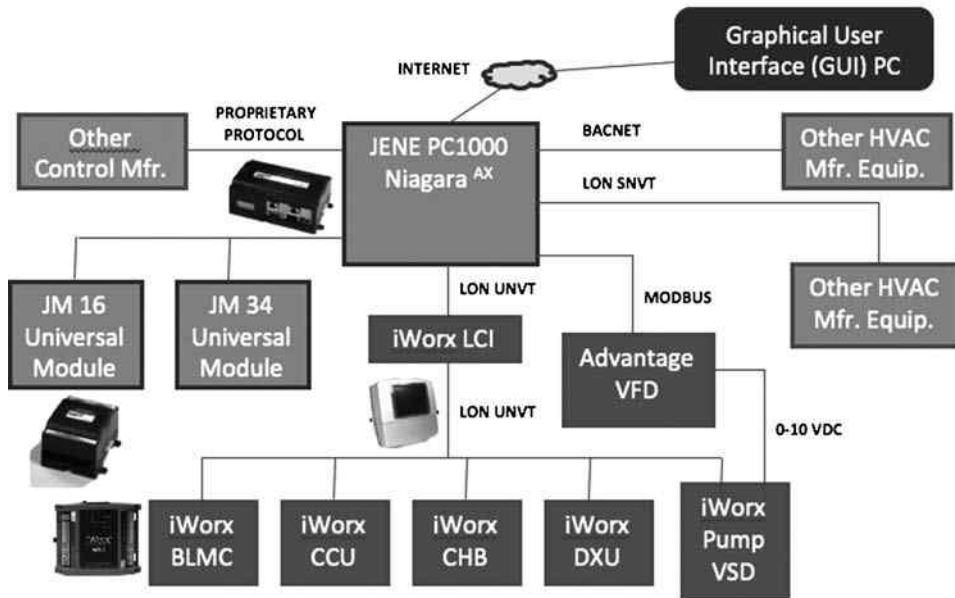 Graphical User
Interface (GUI) PC
INTERNET
PROPRIETARY
PROTOCOL
Other
Control Mfr.
JENE PC1000
Niagara AX
BACNET
Other HVAC
Mfr. Equip.
LON SNVT
JM 16
Universal
Module
JM 34
Universal
Module
LON UNVT
MODBUS
Other HVAC
Mfr. Equip.
iWorx LCI
Advantage
VFD
LON UNVT
0-10 VDC
iWorx
BLMC
iWorx
CCU
iWorx
CHB
iWorx
DXU
iWorx
Pump
VSD